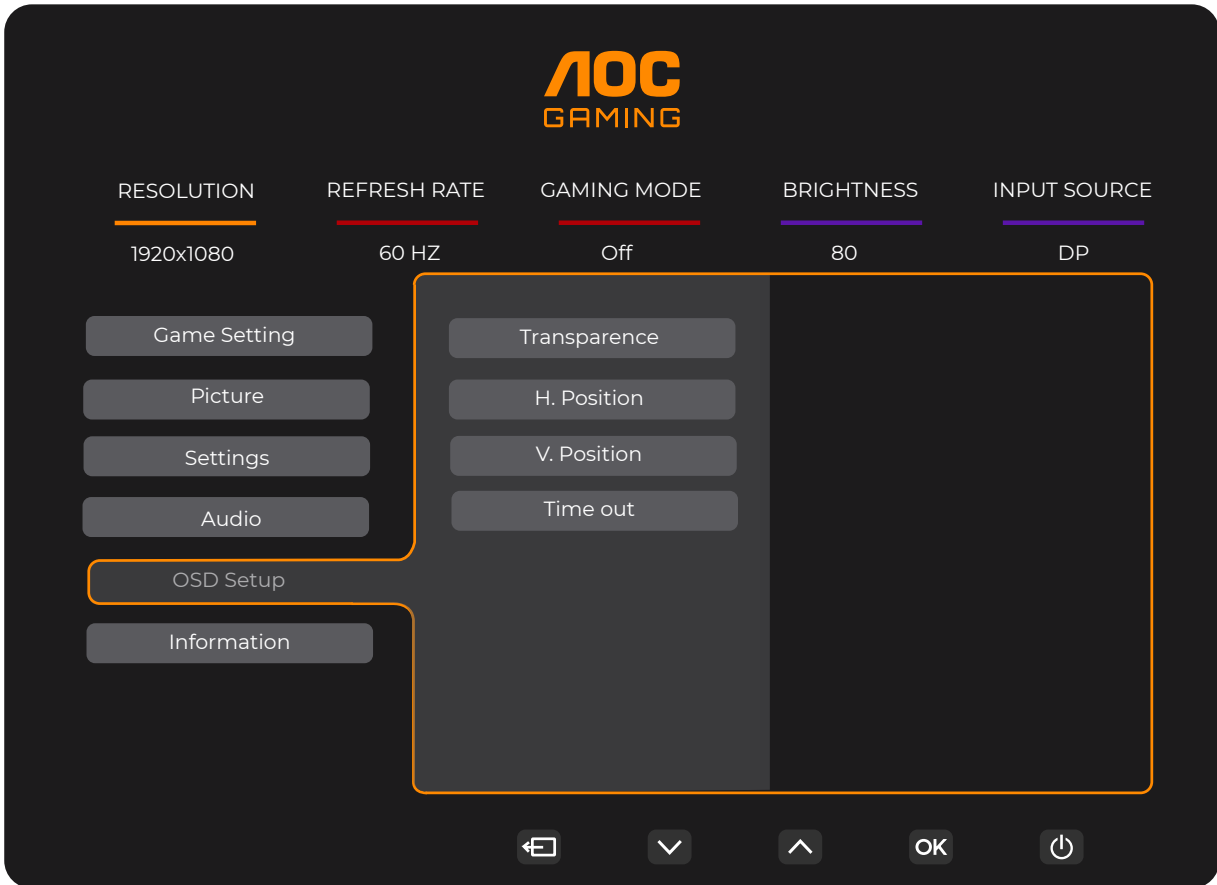 AOC
GAMING
RESOLUTION REFRESH RATE GAMING MODE BRIGHTNESS INPUT SOURCE
1920x1080 60 HZ Off 80 DP
Game Setting
Transparence
Picture
H. Position
Settings
V. Position
Audio
Time out
OSD Setup
Information
OK